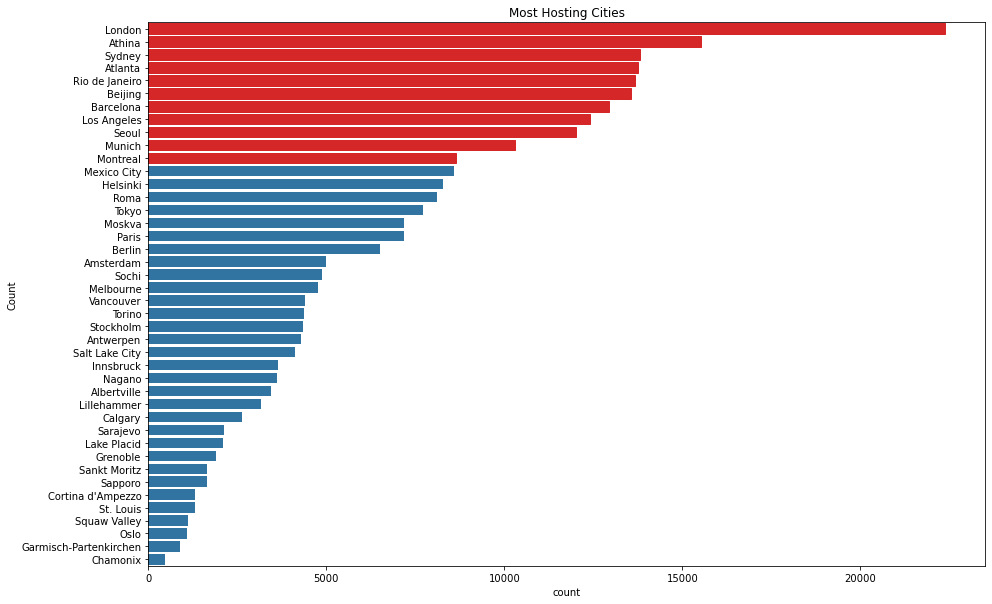 Most Hosting Cities
London
Athina
Sydney
Atlanta
Rio de Janeiro
Beijing
Barcelona
Los Angeles
Seoul
Munich
Montreal
Mexico City
Helsinki
Roma
Tokyo
Moskva
Paris
Berlin
Amsterdam
Sochi
Melbourne
Vancouver
Torino
Stockholm
Antwerpen
Salt Lake City
Innsbruck
Nagano
Albertville
Lillehammer
Calgary
Sarajevo
Lake Placid
Grenoble
Sankt Moritz
Sapporo
Cortina d'Ampezzo
St. Louis
Squaw Valley
Oslo
Garmisch-Partenkirchen
Chamonix
Count
0 5000 10000 15000 20000
count